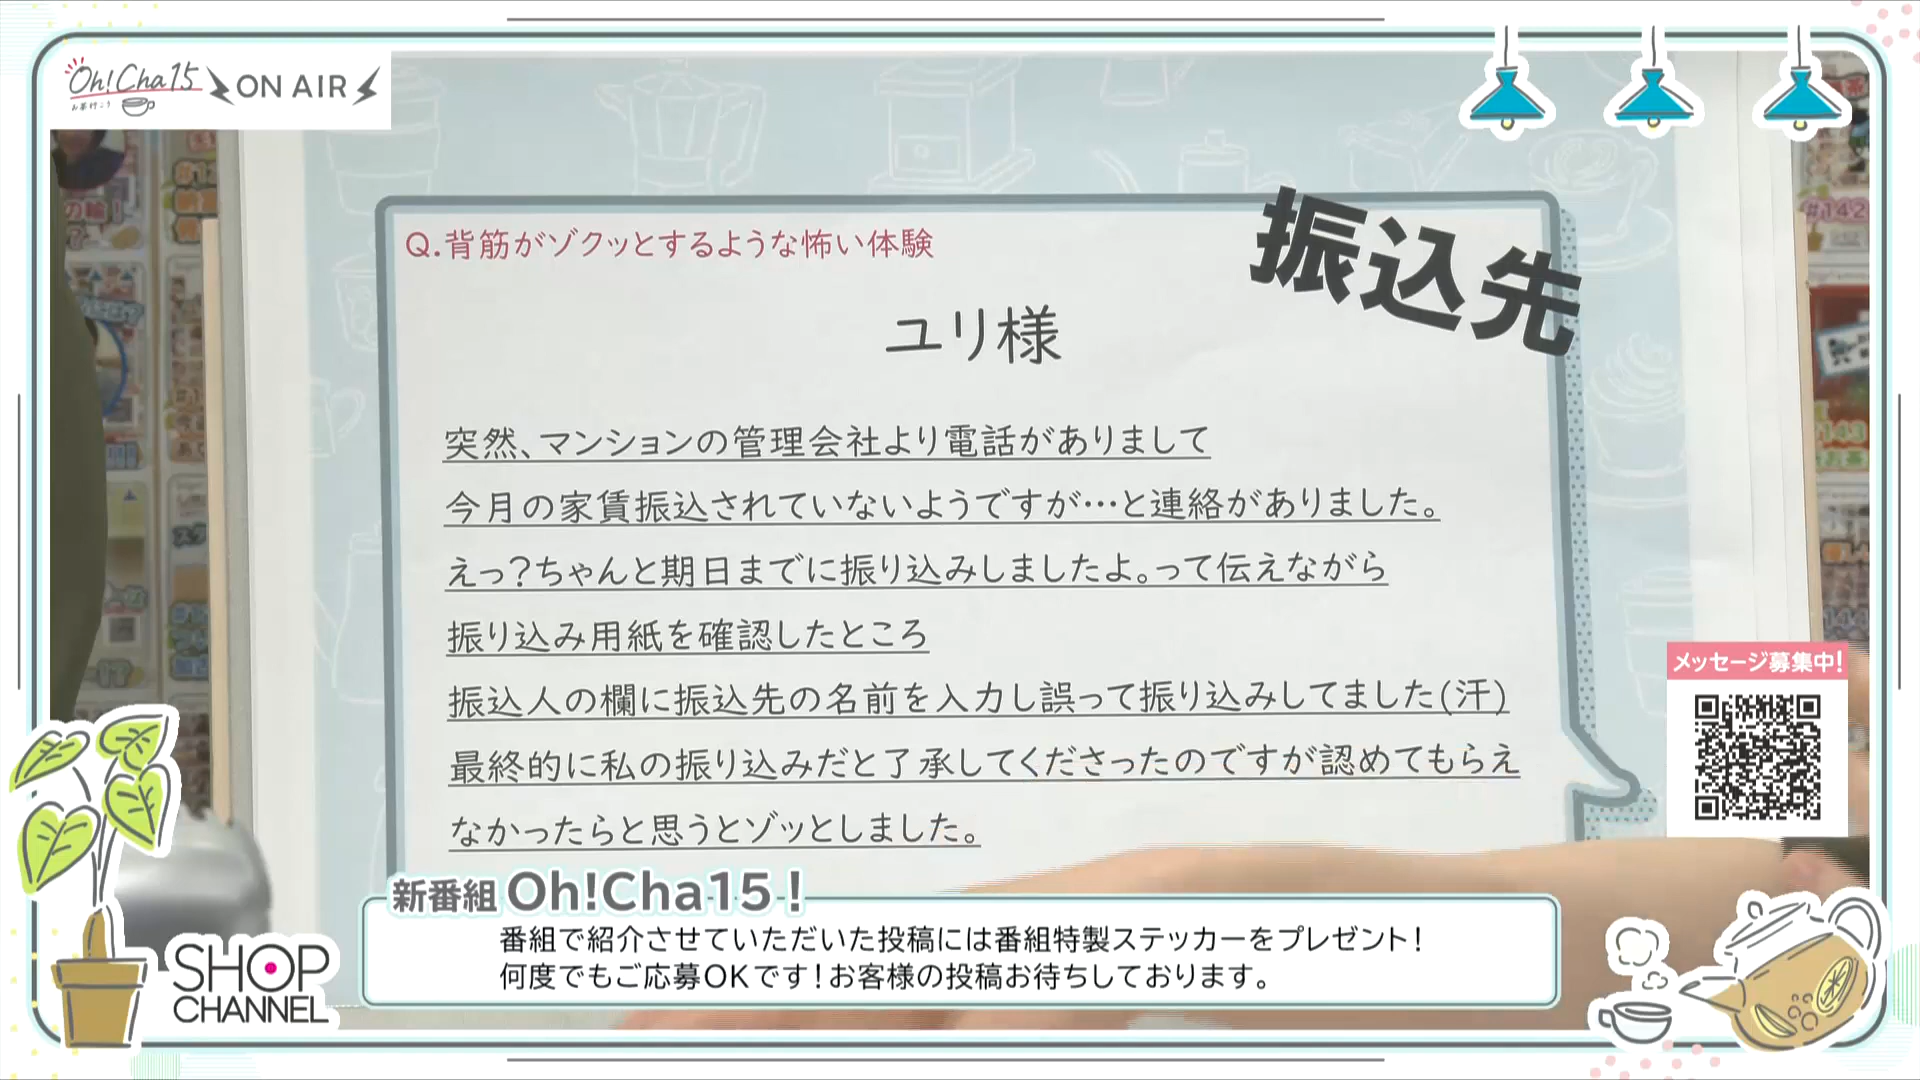 Oh!Cha15
お茶行こう
ON AIR
Q.背筋がゾクッとするような怖い体験
振込先
ユリ様
突然、マンションの管理会社より電話がありまして
今月の家賃振込されていないようですが…と連絡がありました。
えっ?ちゃんと期日までに振り込みしましたよ。って伝えながら
振り込み用紙を確認したところ
振込人の欄に振込先の名前を入力し誤って振り込みしてました(汗)
最終的に私の振り込みだと了承してくださったのですが認めてもらえ
なかったらと思うとゾッとしました。
メッセージ募集中!
新番組 Oh!Cha15!
番組で紹介させていただいた投稿には番組特製ステッカーをプレゼント!
何度でもご応募OKです!お客様の投稿お待ちしております。
SHOP
CHANNEL
#142